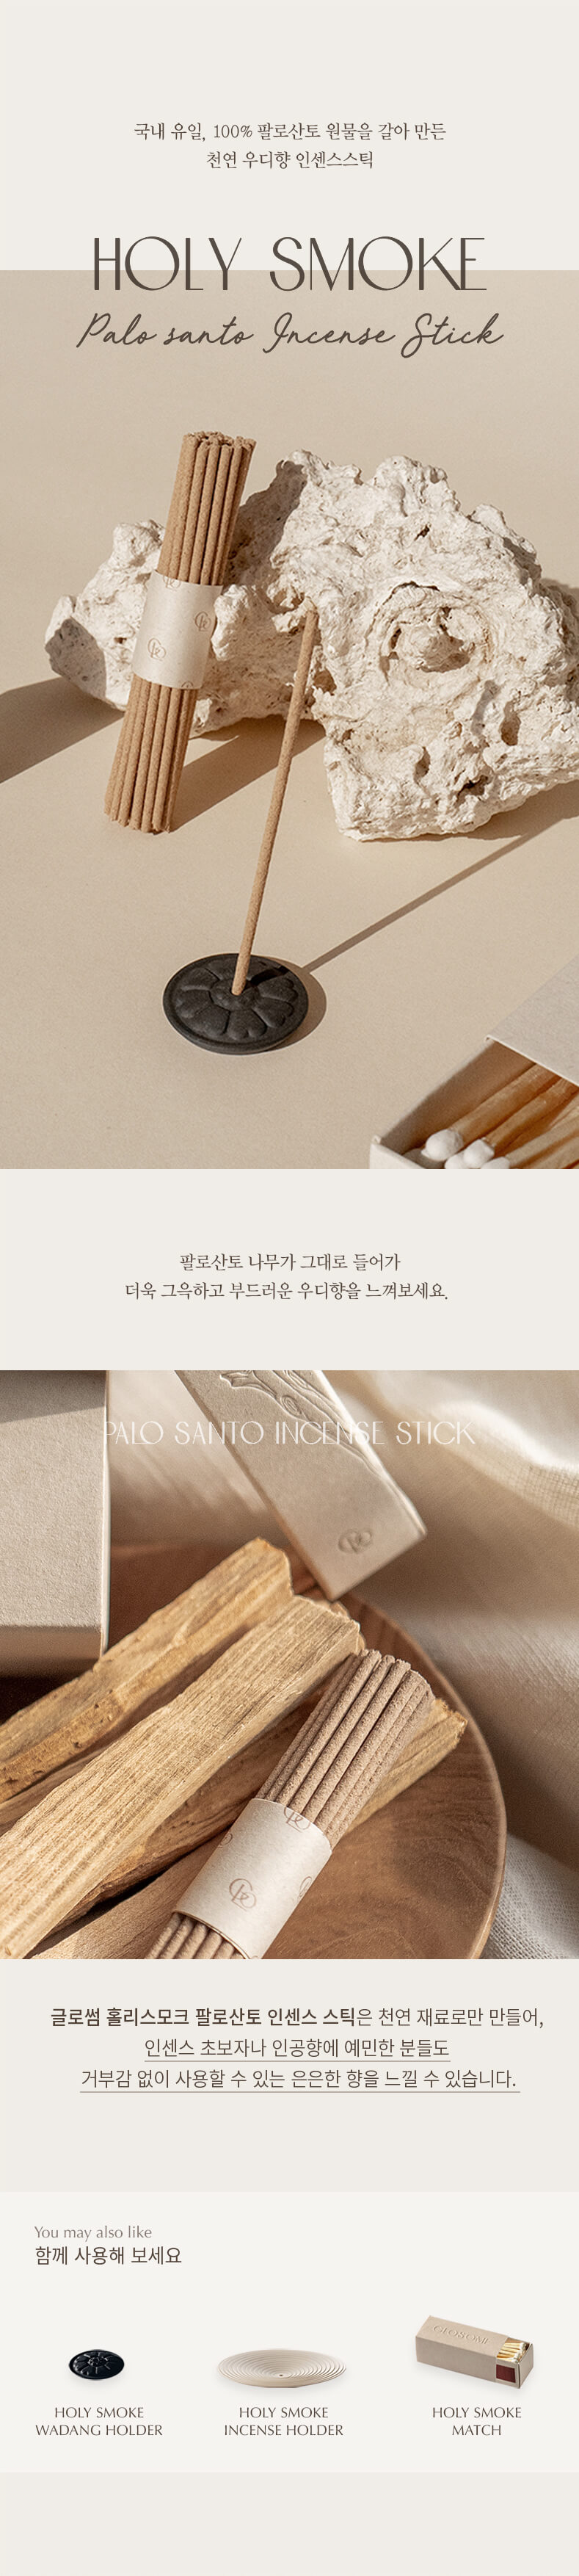 국내 유일, 100% 팔로산토 원물을 갈아 만든
천연 우디향 인센스스틱
HOLY SMOKE
Palo santo Incense Stick
팔로산토 나무가 그대로 들어가
더욱 그윽하고 부드러운 우디향을 느껴보세요.
PALO SANTO INCENSE STICK
글로썸 홀리스모크 팔로산토 인센스 스틱은 천연 재료로만 만들어,
인센스 초보자나 인공향에 예민한 분들도
거부감 없이 사용할 수 있는 은은한 향을 느낄 수 있습니다.
You may also like
함께 사용해 보세요
GLOSOME
HOLY SMOKE
WADANG HOLDER
HOLY SMOKE
INCENSE HOLDER
HOLY SMOKE
MATCH